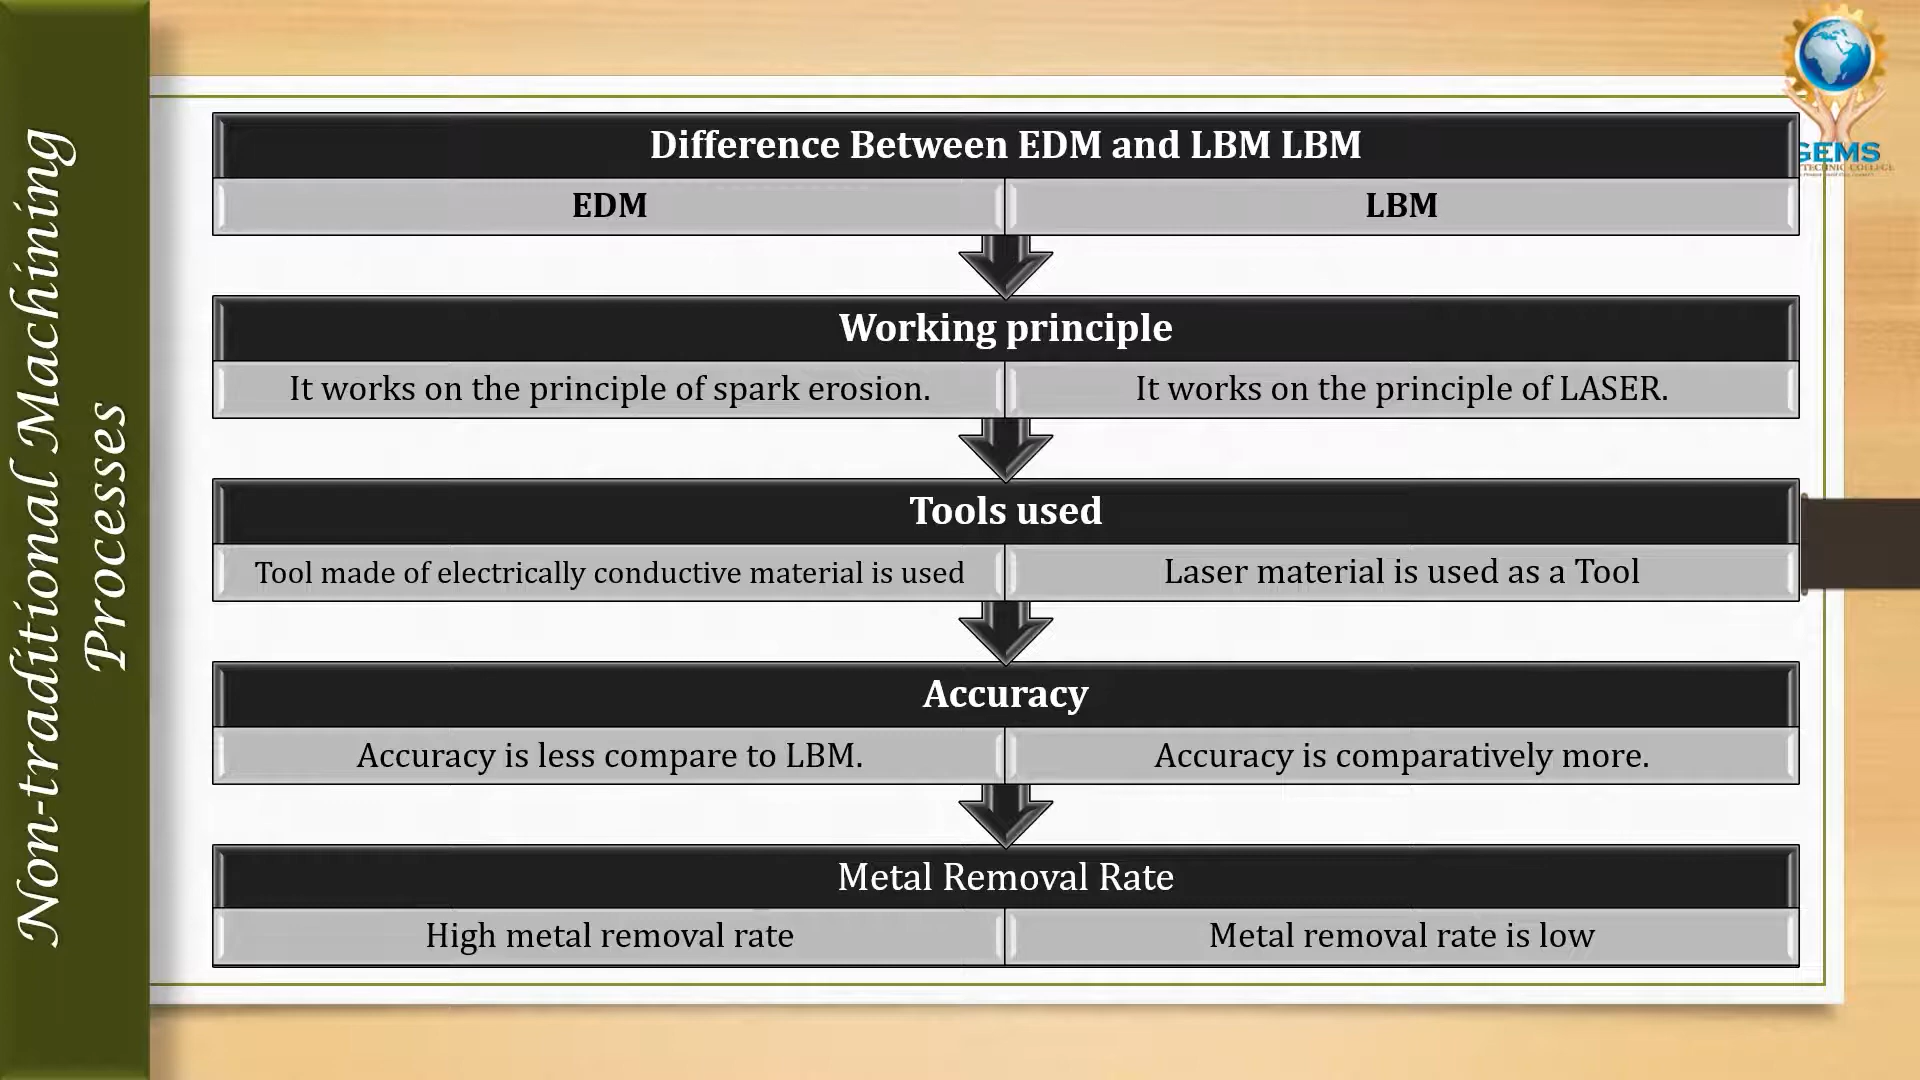 Non-traditional Machining
Processes
GEMS
Difference Between EDM and LBM LBM
EDM
LBM
Working principle
It works on the principle of spark erosion.
It works on the principle of LASER.
Tools used
Tool made of electrically conductive material is used
Laser material is used as a Tool
Accuracy
Accuracy is less compare to LBM.
Accuracy is comparatively more.
Metal Removal Rate
High metal removal rate
Metal removal rate is low